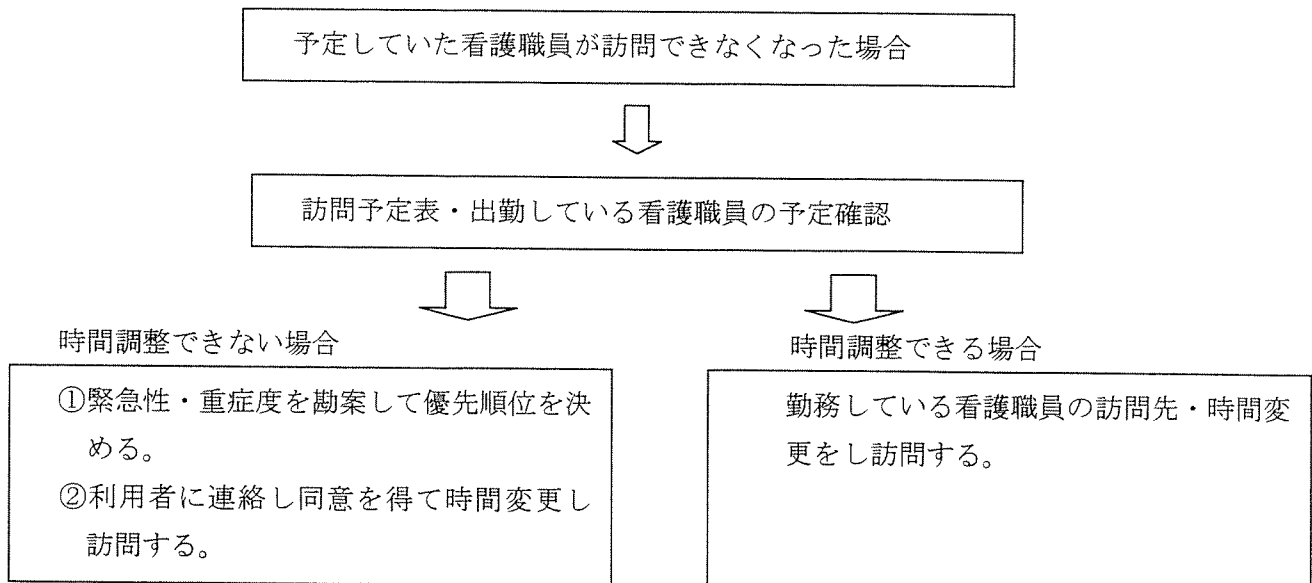 予定していた看護職員が訪問できなくなった場合
訪問予定表・出勤している看護職員の予定確認
時間調整できない場合
①緊急性・重症度を勘案して優先順位を決
める。
②利用者に連絡し同意を得て時間変更し
訪問する。
時間調整できる場合
勤務している看護職員の訪問先・時間変
更をし訪問する。